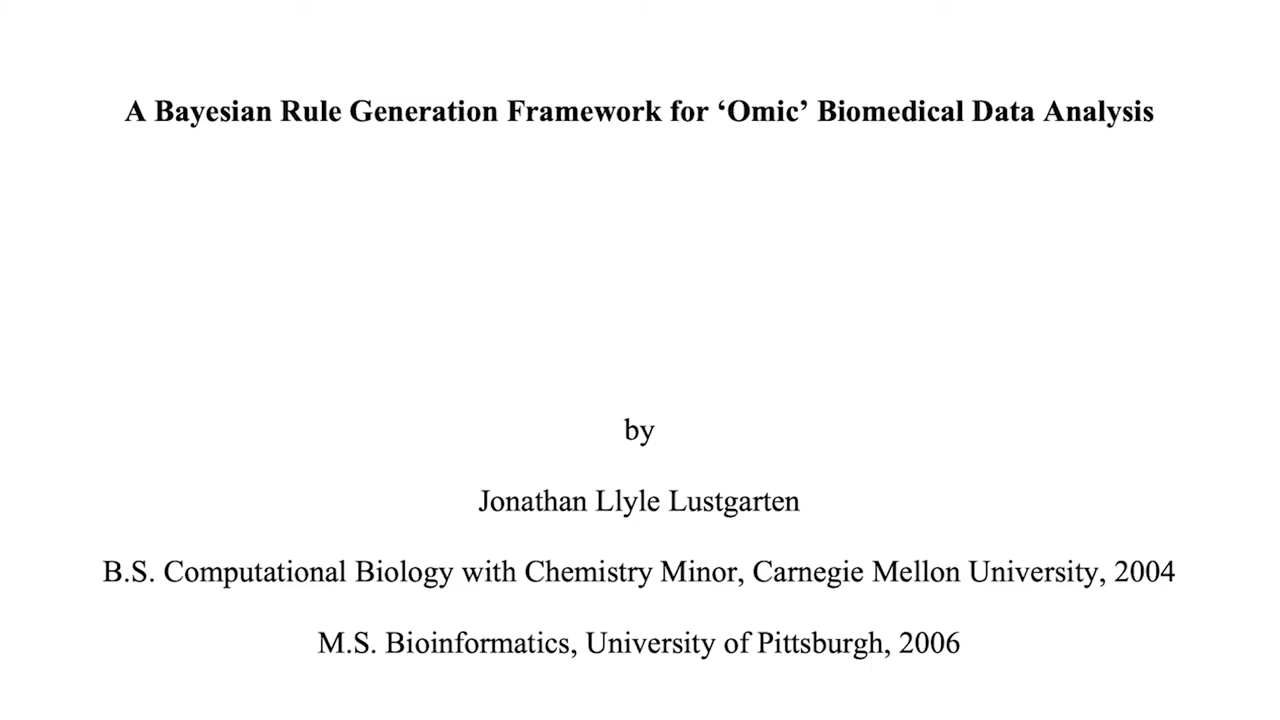 A Bayesian Rule Generation Framework for ‘Omic’ Biomedical Data Analysis
by
Jonathan Llyle Lustgarten
B.S. Computational Biology with Chemistry Minor, Carnegie Mellon University, 2004
M.S. Bioinformatics, University of Pittsburgh, 2006